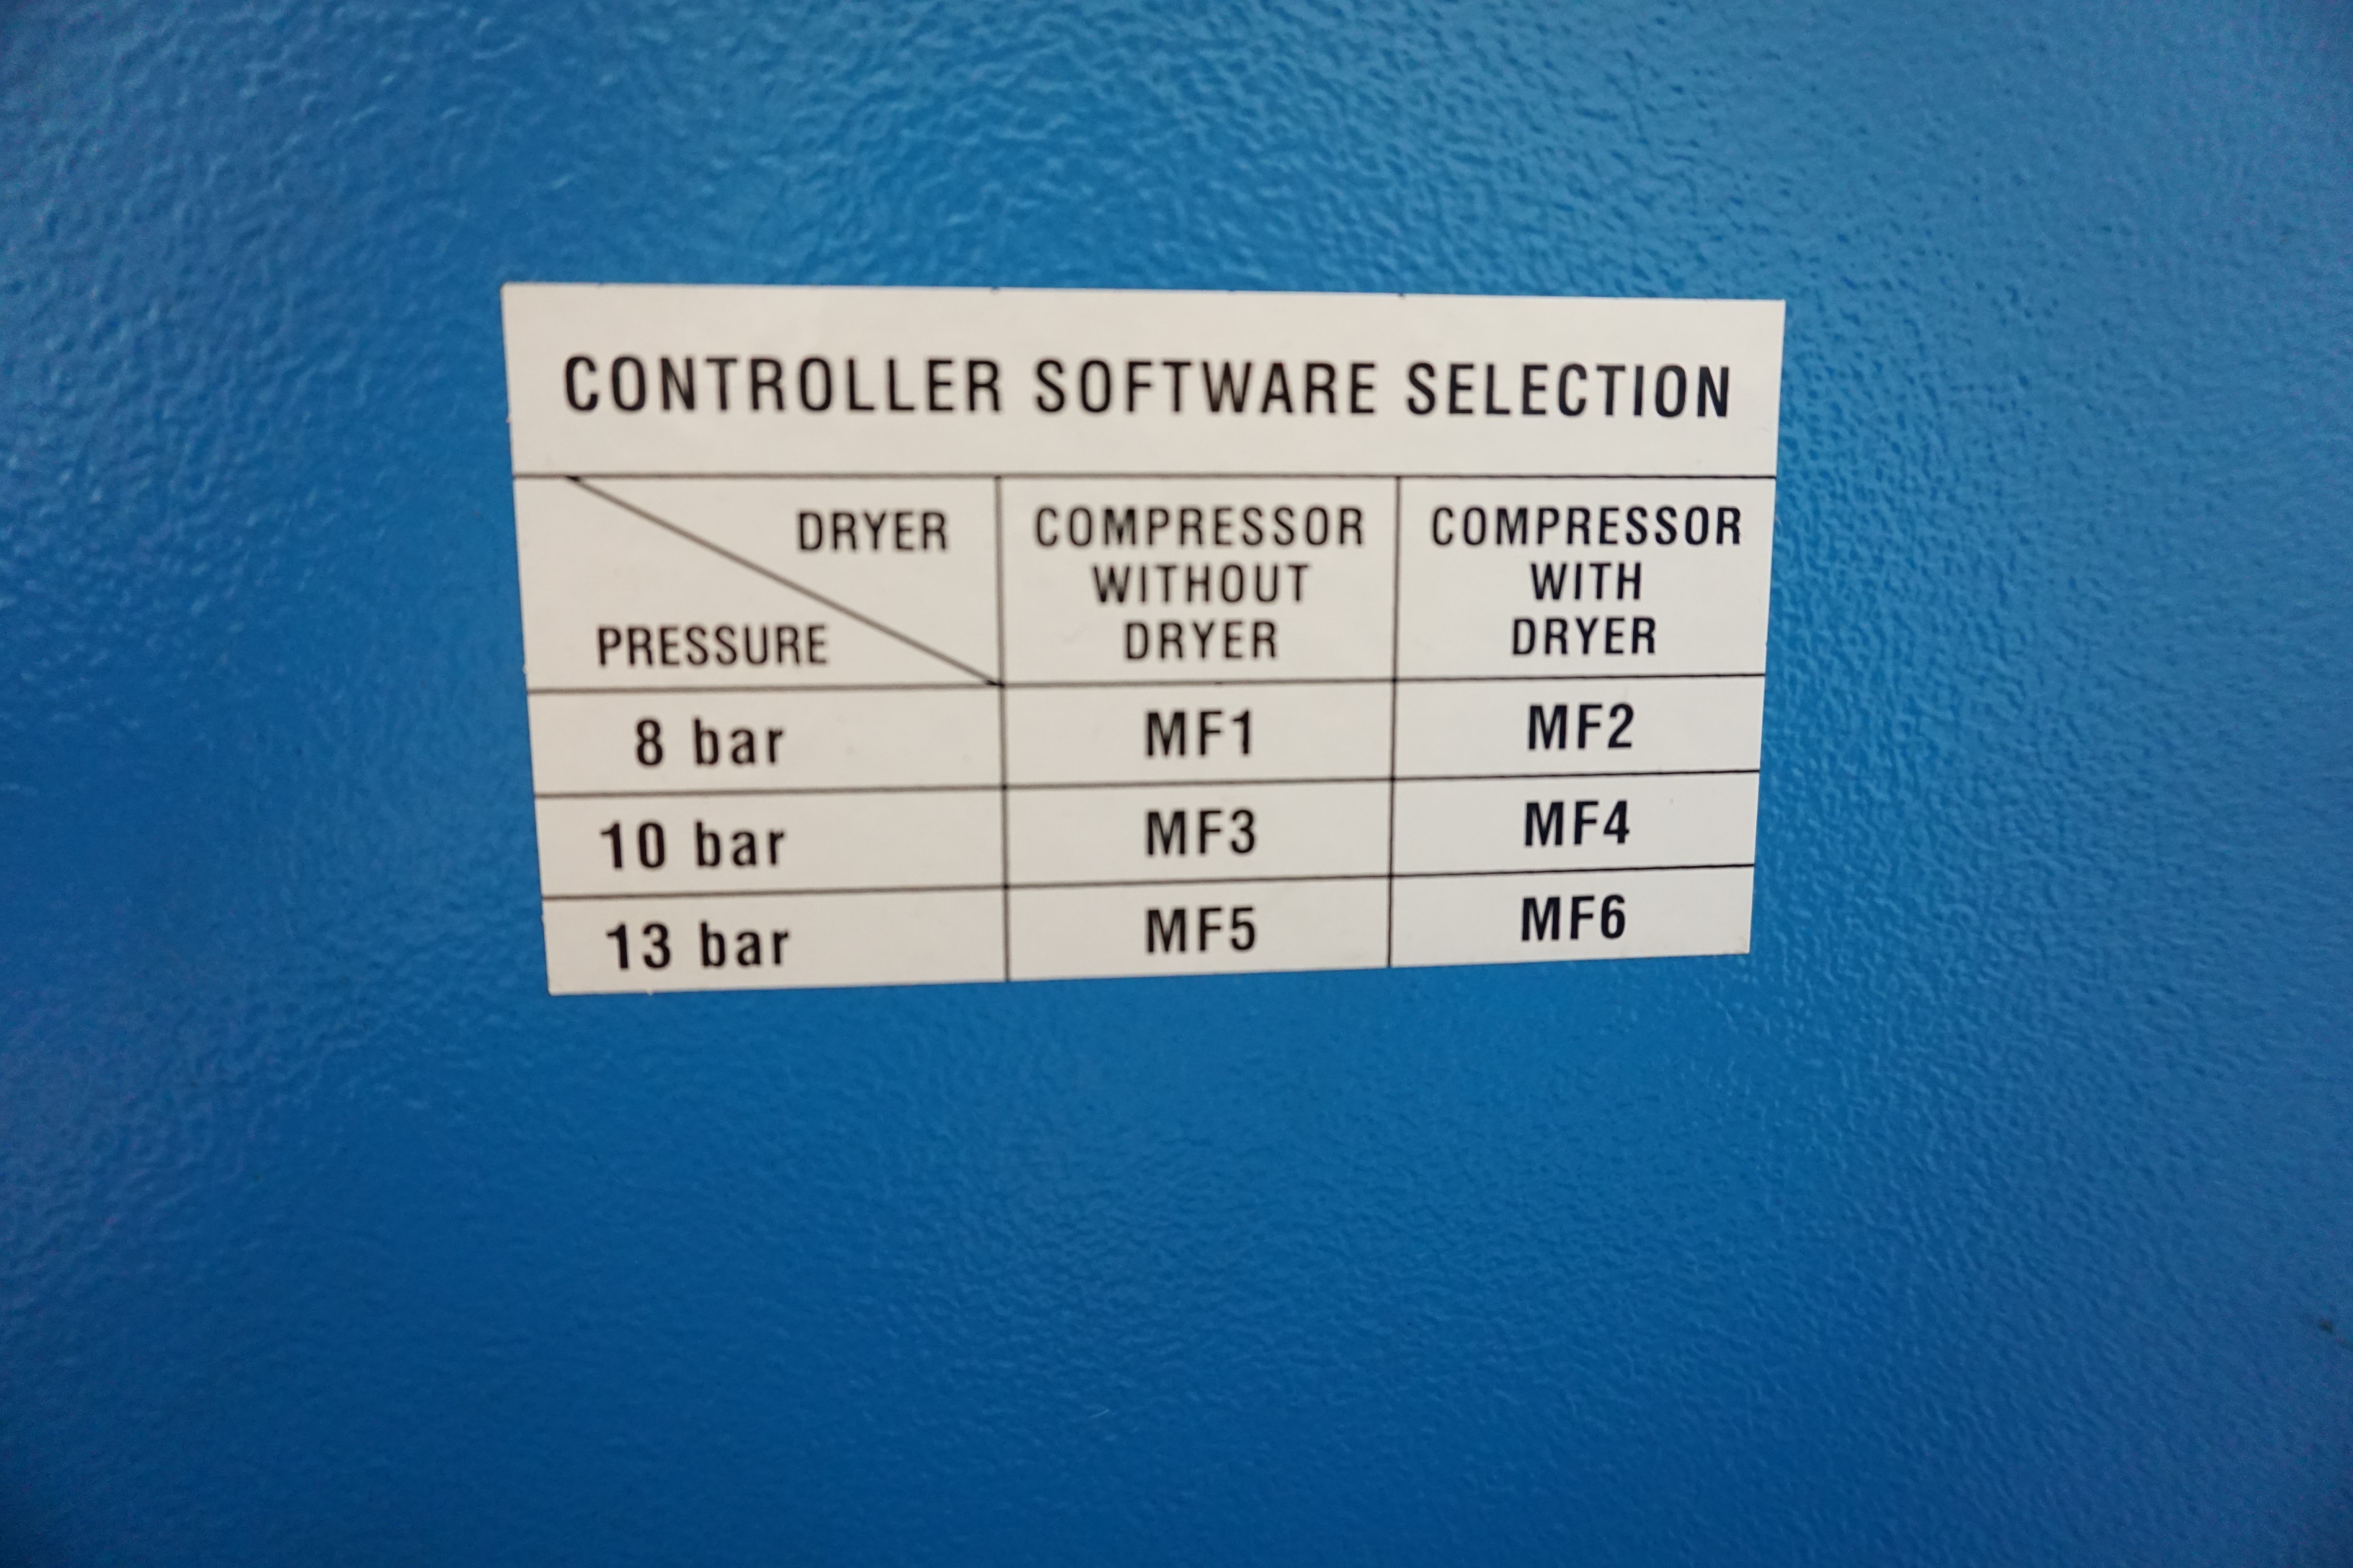 CONTROLLER SOFTWARE SELECTION
DRYER
PRESSURE
COMPRESSOR
WITHOUT
DRYER
COMPRESSOR
WITH
DRYER
8 bar MF1 MF2
10 bar MF3 MF4
13 bar MF5 MF6